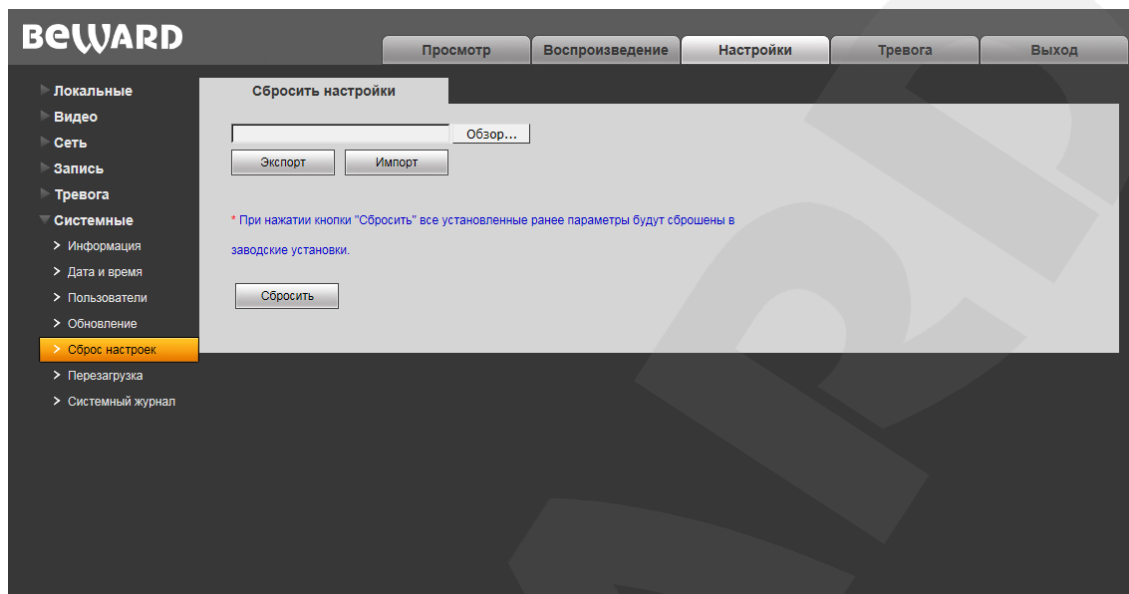 BEWARD
Просмотр
Воспроизведение
Настройки
Тревога
Выход
Локальные
Видео
Сеть
Запись
Тревога
Системные
> Информация
> Дата и время
> Пользователи
> Обновление
> Сброс настроек
> Перезагрузка
> Системный журнал
Сбросить настройки
Обзор...
Экспорт
Импорт
* При нажатии кнопки "Сбросить" все установленные ранее параметры будут сброшены в
заводские установки.
Сбросить